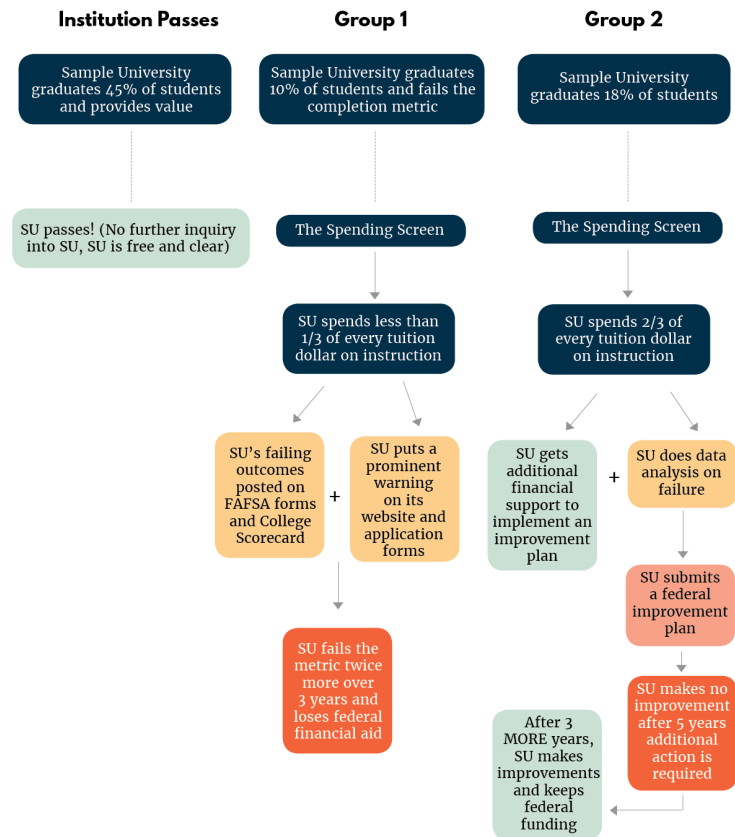 Institution Passes
Group 1
Group 2
Sample University
graduates 45% of students
and provides value
Sample University graduates
10% of students and fails the
completion metric
Sample University
graduates 18% of students
SU passes! (No further inquiry
into SU, SU is free and clear)
The Spending Screen
The Spending Screen
SU spends less than
1/3 of every tuition
dollar on instruction
SU spends 2/3 of
every tuition dollar
on instruction
SU’s failing
outcomes
posted on
FAFSA forms
and College
Scorecard
+
SU puts a
prominent
warning
on its
website and
application
forms
SU gets
additional
financial
support to
implement an
improvement
plan
+
SU does data
analysis on
failure
SU submits
a federal
improvement
plan
SU fails the
metric twice
more over
3 years and
loses federal
financial aid
SU makes no
improvement
after 5 years
additional
action is
required
After 3
MORE years,
SU makes
improvements
and keeps
federal
funding